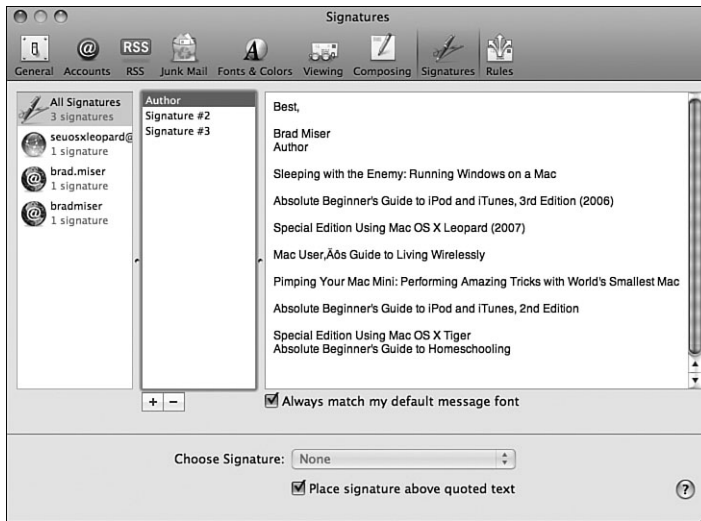 Signatures
General Accounts RSS Junk Mail Fonts & Colors Viewing Composing Signatures Rules
RSS
All Signatures
3 signatures
seuosxleopard@
1 signature
brad.miser
1 signature
bradmiser
1 signature
Author
Signature #2
Signature #3
Best,
Brad Miser
Author
Sleeping with the Enemy: Running Windows on a Mac
Absolute Beginner's Guide to iPod and iTunes, 3rd Edition (2006)
Special Edition Using Mac OS X Leopard (2007)
Mac User‚Äôs Guide to Living Wirelessly
Pimping Your Mac Mini: Performing Amazing Tricks with World's Smallest Mac
Absolute Beginner's Guide to iPod and iTunes, 2nd Edition
Special Edition Using Mac OS X Tiger
Absolute Beginner's Guide to Homeschooling
+ −
Always match my default message font
Choose Signature: None
Place signature above quoted text
?